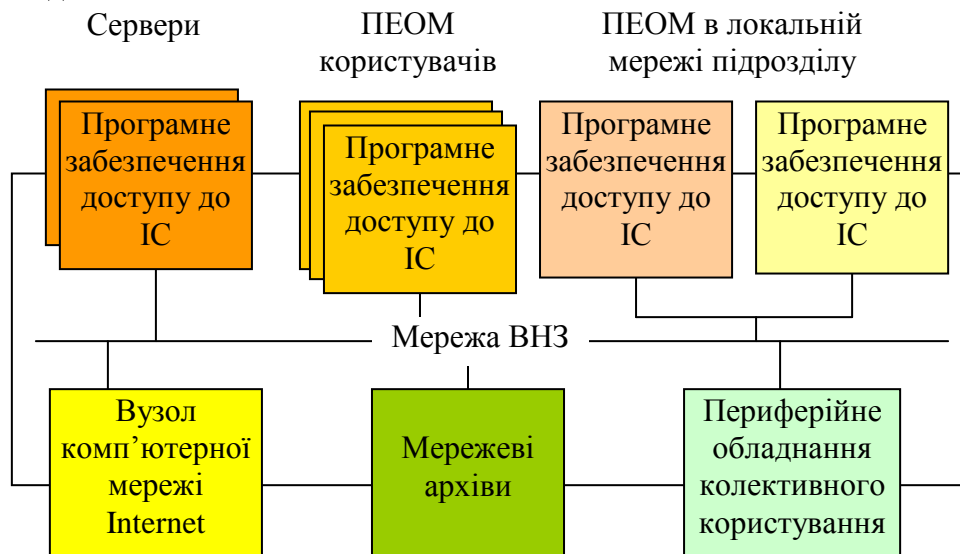 Сервери
ПЕОМ
користувачів
ПЕОМ в локальній
мережі підрозділу
Програмне
забезпечення
доступу до
ІС
Програмне
забезпечення
доступу до
ІС
Програмне
забезпечення
доступу до
ІС
Програмне
забезпечення
доступу до
ІС
Мережа ВНЗ
Вузол
комп’ютерної
мережі
Internet
Мережеві
архіви
Периферійне
обладнання
колективного
користування